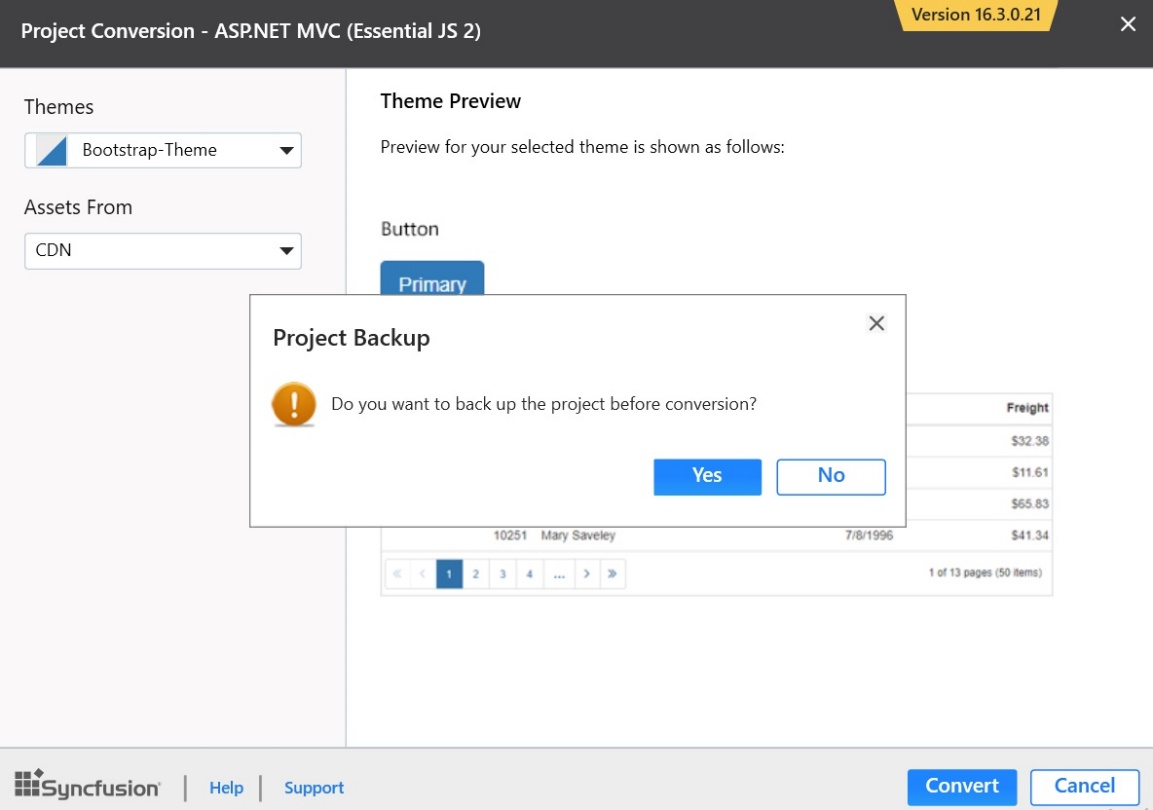 Project Conversion - ASP.NET MVC (Essential JS 2)
Version 16.3.0.21
Themes
Bootstrap-Theme
Assets From
CDN
Theme Preview
Preview for your selected theme is shown as follows:
Button
Primary
Project Backup
Do you want to back up the project before conversion?
Yes No
Freight
$32.38
$11.61
$65.83
10251 Mary Saveley 7/8/1996 $41.34
« < 1 2 3 4 ... > » 1 of 13 pages (50 items)
Syncfusion | Help | Support
Convert Cancel